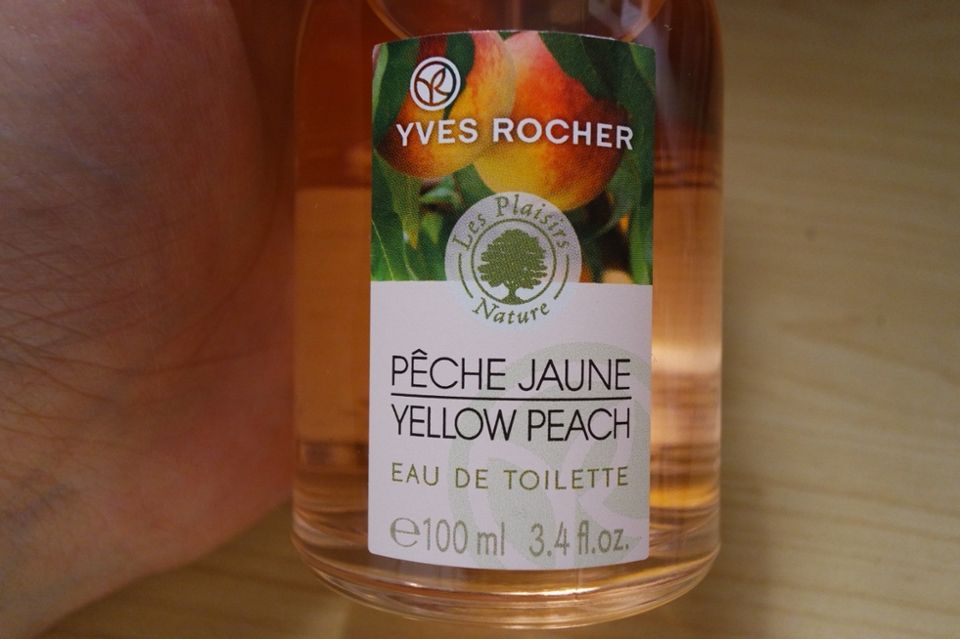 YVES ROCHER
Les Plaisirs
Nature
PÊCHE JAUNE
YELLOW PEACH
EAU DE TOILETTE
℮100 ml 3.4 fl.oz.